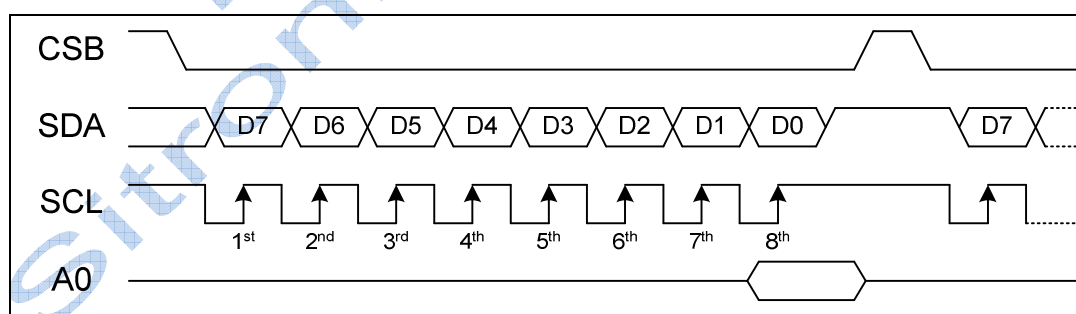 CSB
SDA D7 D6 D5 D4 D3 D2 D1 D0 D7
SCL
1st 2nd 3rd 4th 5th 6th 7th 8th
A0
Sitron